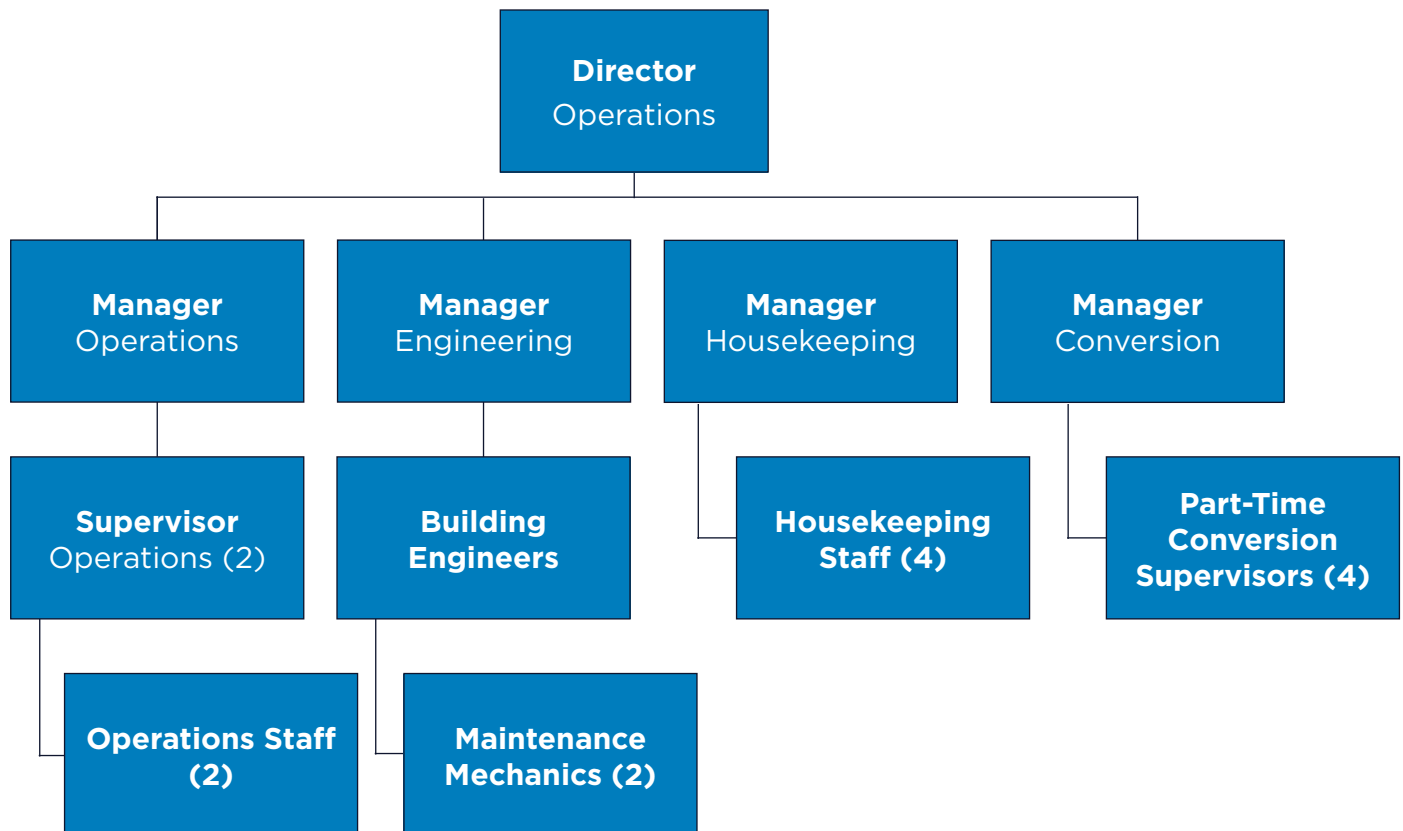 Director
Operations
Manager
Operations
Manager
Engineering
Manager
Housekeeping
Manager
Conversion
Supervisor
Operations (2)
Building
Engineers
Housekeeping
Staff (4)
Part-Time
Conversion
Supervisors (4)
Operations Staff
(2)
Maintenance
Mechanics (2)